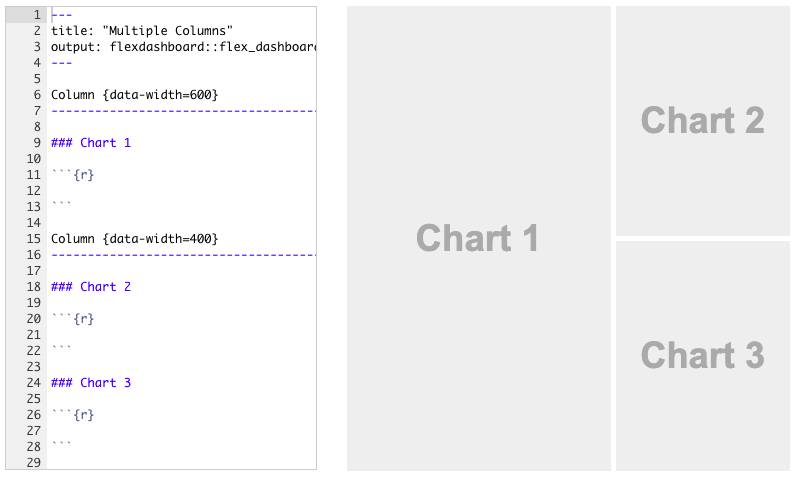 1 ---
2 title: "Multiple Columns"
3 output: flexdashboard::flex_dashboard
4 ---
5
6 Column {data-width=600}
7 -------------------------------------
8
9 ### Chart 1
10
11 ```{r}
12
13 ```
14
15 Column {data-width=400}
16 -------------------------------------
17
18 ### Chart 2
19
20 ```{r}
21
22 ```
23
24 ### Chart 3
25
26 ```{r}
27
28 ```
29
Chart 1
Chart 2
Chart 3